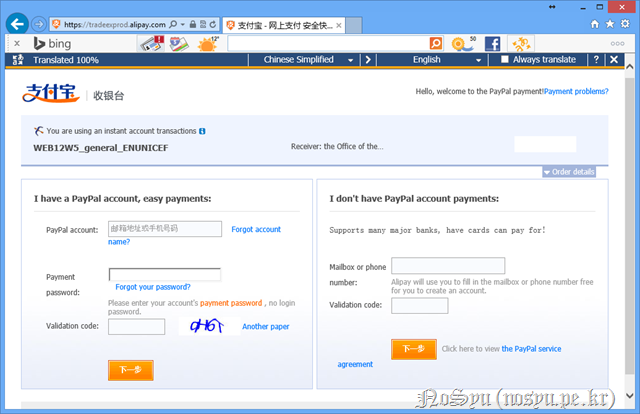 https://tradeexprod.alipay.com
支付宝 - 网上支付 安全快...
bing
12°
50
Translated 100%
Chinese Simplified
English
Always translate
?
支付宝
收银台
Hello, welcome to the PayPal payment!Payment problems?
You are using an instant account transactions
WEB12W5_general_ENUNICEF
Receiver: the Office of the...
Order details
I have a PayPal account, easy payments:
PayPal account:
邮箱地址或手机号码
Forgot account
name?
Payment
password:
Forgot your password?
Please enter your account's payment password , no login
password.
Validation code:
Another paper
下一步
I don't have PayPal account payments:
Supports many major banks, have cards can pay for!
Mailbox or phone
number:
Alipay will use you to fill in the mailbox or phone number free
for you to create an account.
Validation code:
下一步
Click here to view the PayPal service
agreement
NoSyu (nosyu.pe.kr)